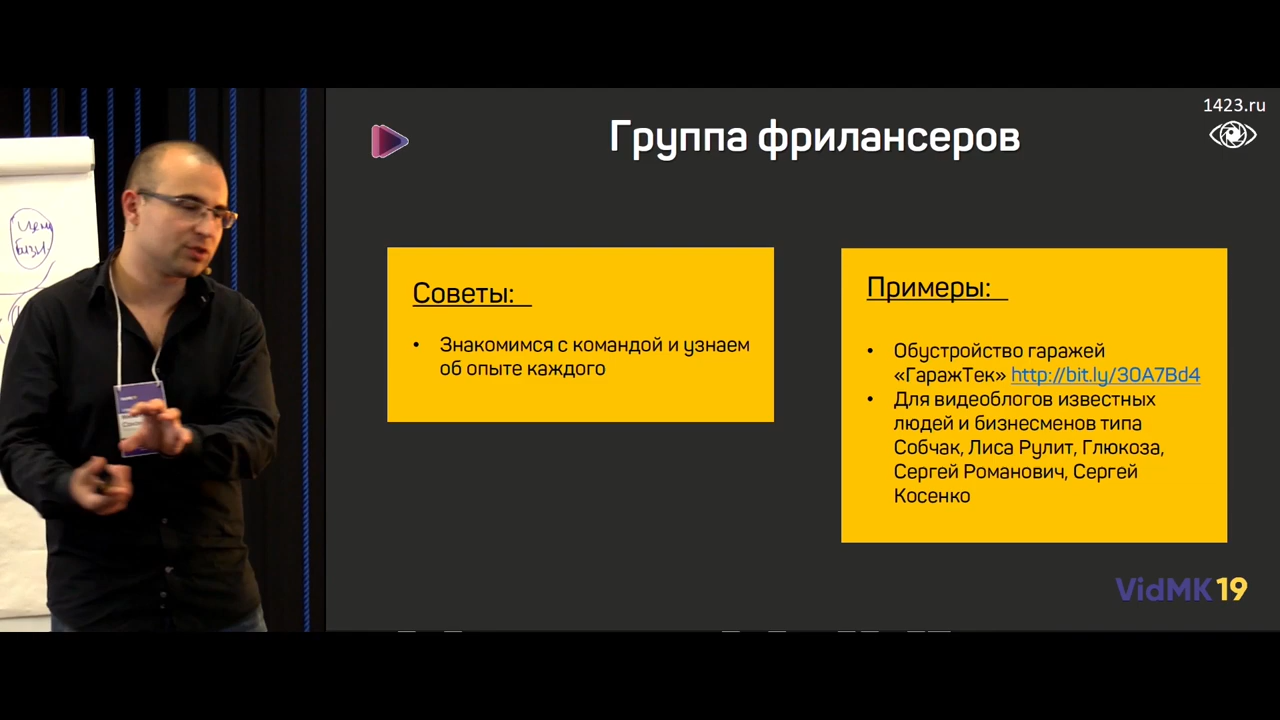 1423.ru
Группа фрилансеров
Советы:
• Знакомимся с командой и узнаем
об опыте каждого
Примеры:
• Обустройство гаражей
«ГаражТек» http://bit.ly/30A7Bd4
• Для видеоблогов известных
людей и бизнесменов типа
Собчак, Лиса Рулит, Глюкоза,
Сергей Романович, Сергей
Косенко
VidMK19